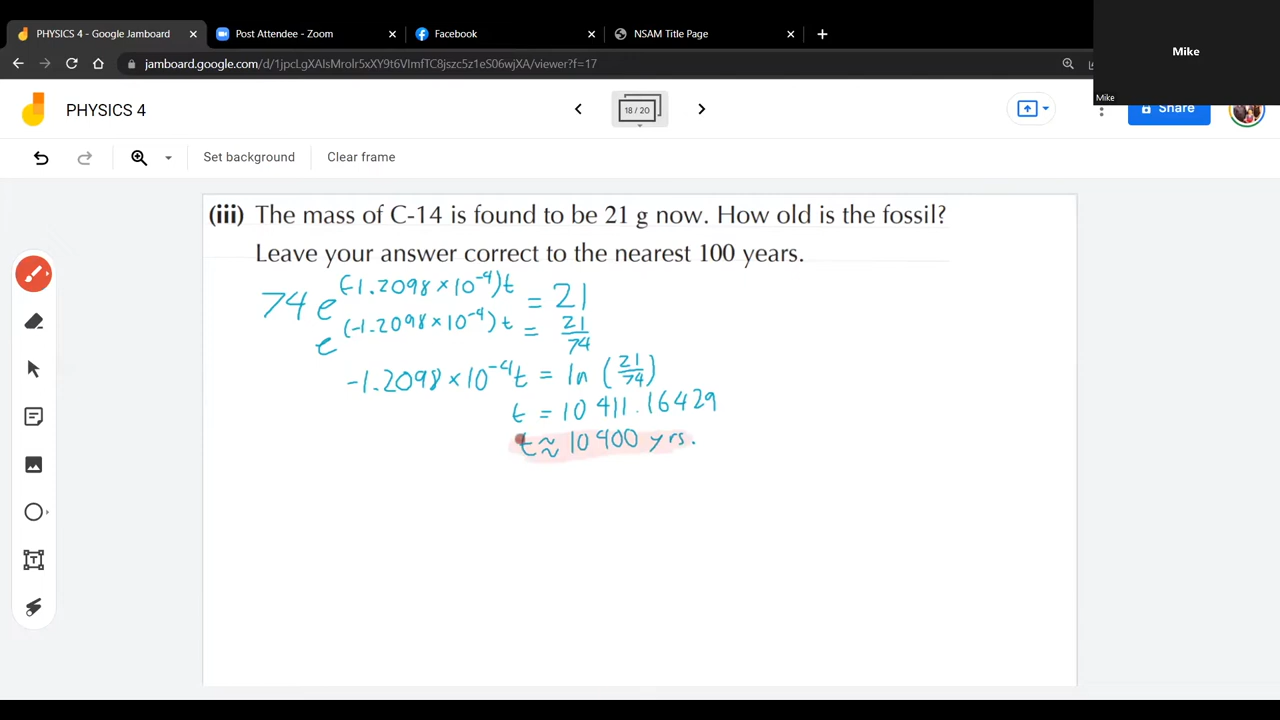 PHYSICS 4 - Google Jamboard
Post Attendee - Zoom
Facebook
NSAM Title Page
Mike
jamboard.google.com/d/1jpcLgXAIsMroIr5xXY9t6VImfTC8jszc5z1eS06wjXA/viewer?f=17
Mike
PHYSICS 4
18 / 20
Share
Set background
Clear frame
(iii) The mass of C-14 is found to be 21 g now. How old is the fossil?
Leave your answer correct to the nearest 100 years.
74 e^(-1.2098 × 10^-4)t = 21
e^(-1.2098 × 10^-4)t = 21/74
-1.2098 × 10^-4 t = ln (21/74)
t = 10 411.16429
t ≈ 10 400 yrs.